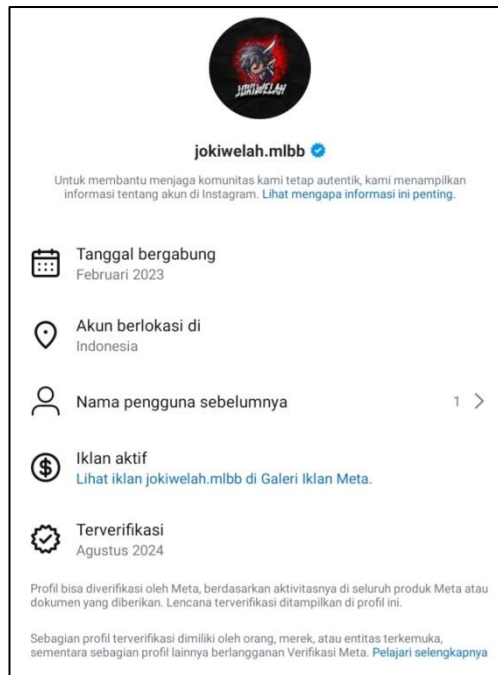 JOKIWELAH
jokiwelah.mlbb
Untuk membantu menjaga komunitas kami tetap autentik, kami menampilkan
informasi tentang akun di Instagram. Lihat mengapa informasi ini penting.
Tanggal bergabung
Februari 2023
Akun berlokasi di
Indonesia
Nama pengguna sebelumnya 1
Iklan aktif
Lihat iklan jokiwelah.mlbb di Galeri Iklan Meta.
Terverifikasi
Agustus 2024
Profil bisa diverifikasi oleh Meta, berdasarkan aktivitasnya di seluruh produk Meta atau
dokumen yang diberikan. Lencana terverifikasi ditampilkan di profil ini.
Sebagian profil terverifikasi dimiliki oleh orang, merek, atau entitas terkemuka,
sementara sebagian profil lainnya berlangganan Verifikasi Meta. Pelajari selengkapnya